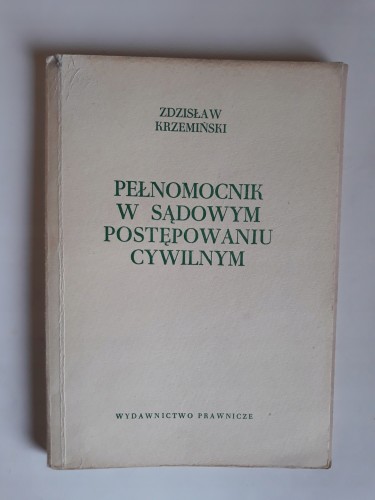 ZDZISŁAW
KRZEMIŃSKI
PEŁNOMOCNIK
W SĄDOWYM
POSTĘPOWANIU
CYWILNYM
WYDAWNICTWO PRAWNICZE